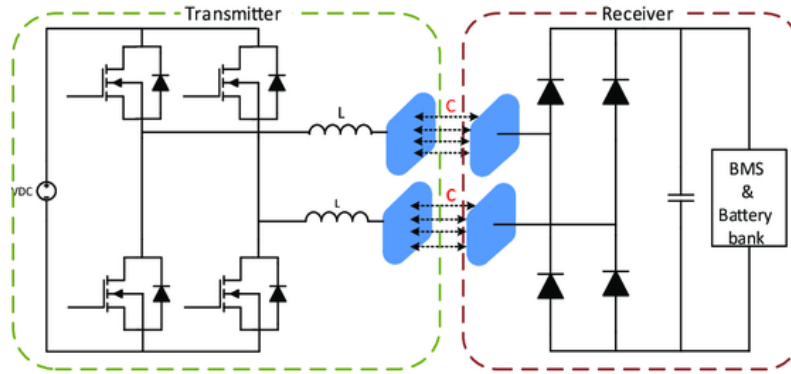 Transmitter
Receiver
VDC
L
C
L
C
BMS
&
Battery
bank